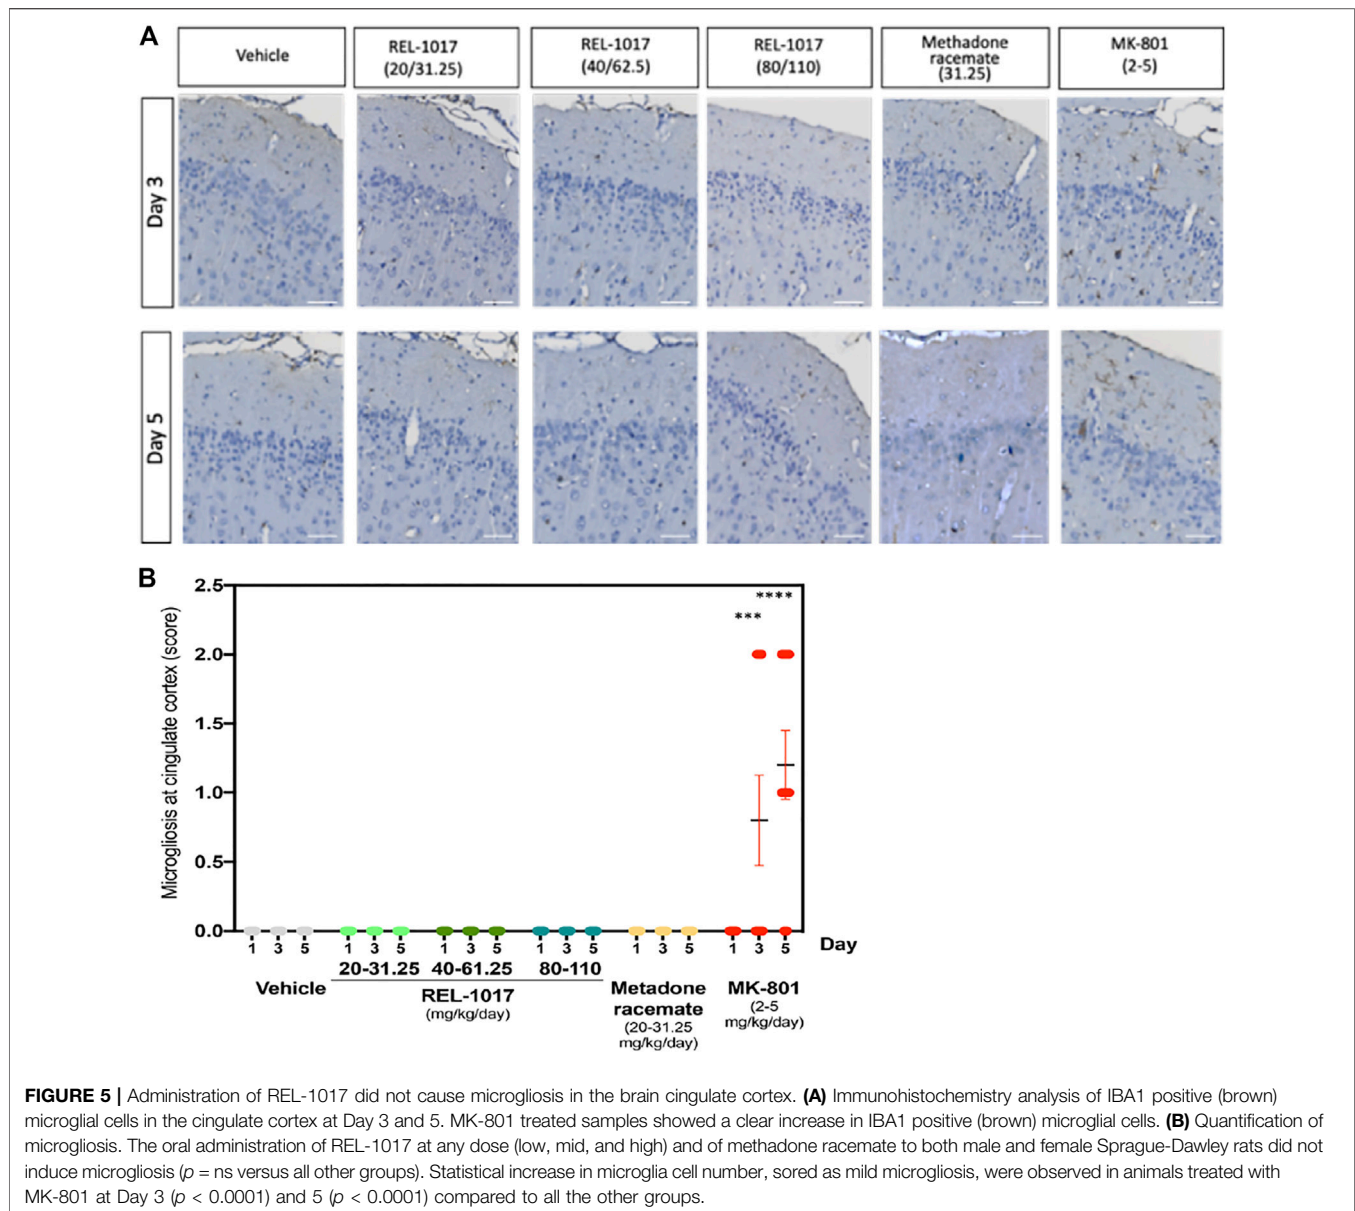 A
Vehicle
REL-1017
(20/31.25)
REL-1017
(40/62.5)
REL-1017
(80/110)
Methadone
racemate
(31.25)
MK-801
(2-5)
Day 3
Day 5
B
Microgliosis at cingulate cortex (score)
2.5
2.0
1.5
1.0
0.5
0.0
***
****
1 3 5 1 3 5 1 3 5 1 3 5 1 3 5 1 3 5 Day
20-31.25 40-61.25 80-110
Vehicle
REL-1017
(mg/kg/day)
Metadone
racemate
(20-31.25
mg/kg/day)
MK-801
(2-5
mg/kg/day)
FIGURE 5 | Administration of REL-1017 did not cause microgliosis in the brain cingulate cortex. (A) Immunohistochemistry analysis of IBA1 positive (brown)
microglial cells in the cingulate cortex at Day 3 and 5. MK-801 treated samples showed a clear increase in IBA1 positive (brown) microglial cells. (B) Quantification of
microgliosis. The oral administration of REL-1017 at any dose (low, mid, and high) and of methadone racemate to both male and female Sprague-Dawley rats did not
induce microgliosis (p = ns versus all other groups). Statistical increase in microglia cell number, sored as mild microgliosis, were observed in animals treated with
MK-801 at Day 3 (p < 0.0001) and 5 (p < 0.0001) compared to all the other groups.